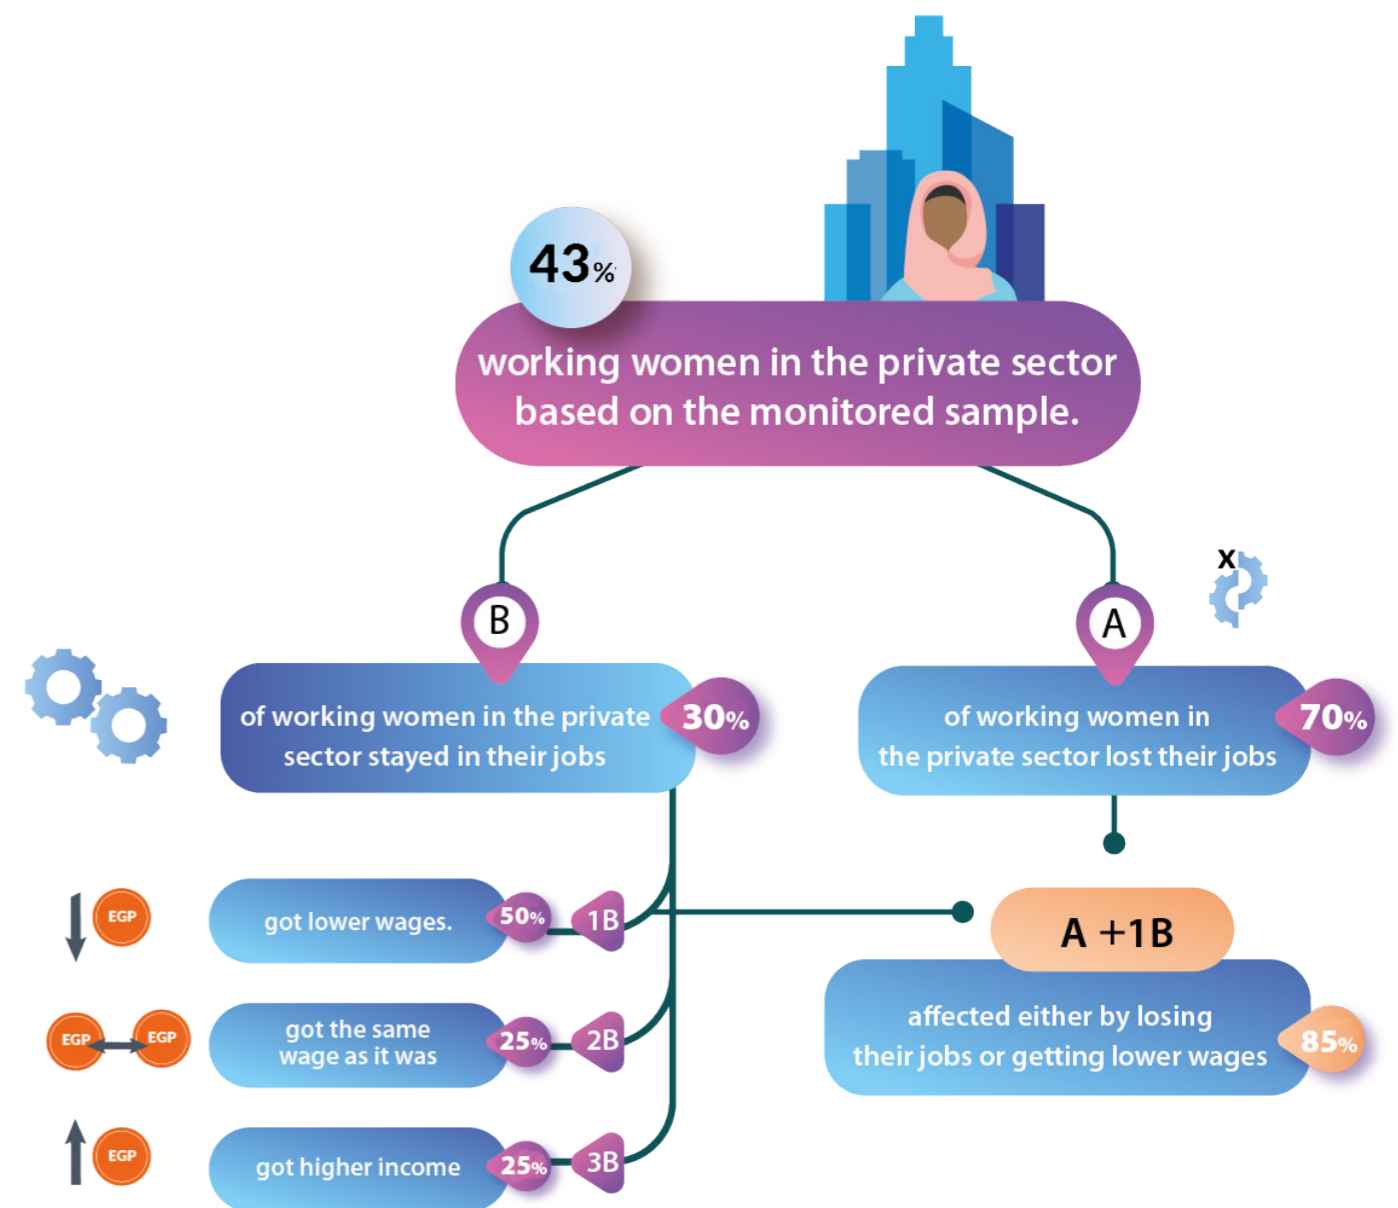 43%
working women in the private sector
based on the monitored sample.
B
of working women in the private
sector stayed in their jobs
30%
x
A
of working women in
the private sector lost their jobs
70%
EGP
got lower wages.
50%
1B
EGP
EGP
got the same
wage as it was
25%
2B
EGP
got higher income
25%
3B
A +1B
affected either by losing
their jobs or getting lower wages
85%